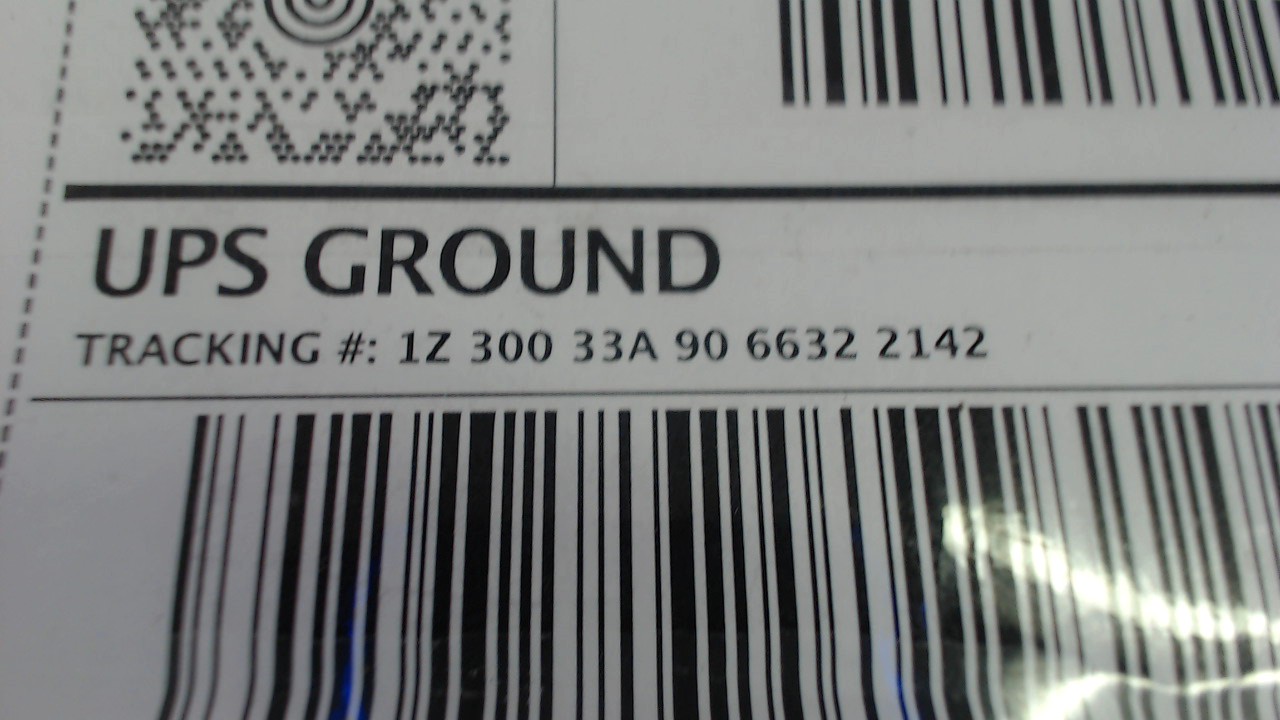 UPS GROUND
TRACKING #: 1Z 300 33A 90 6632 2142